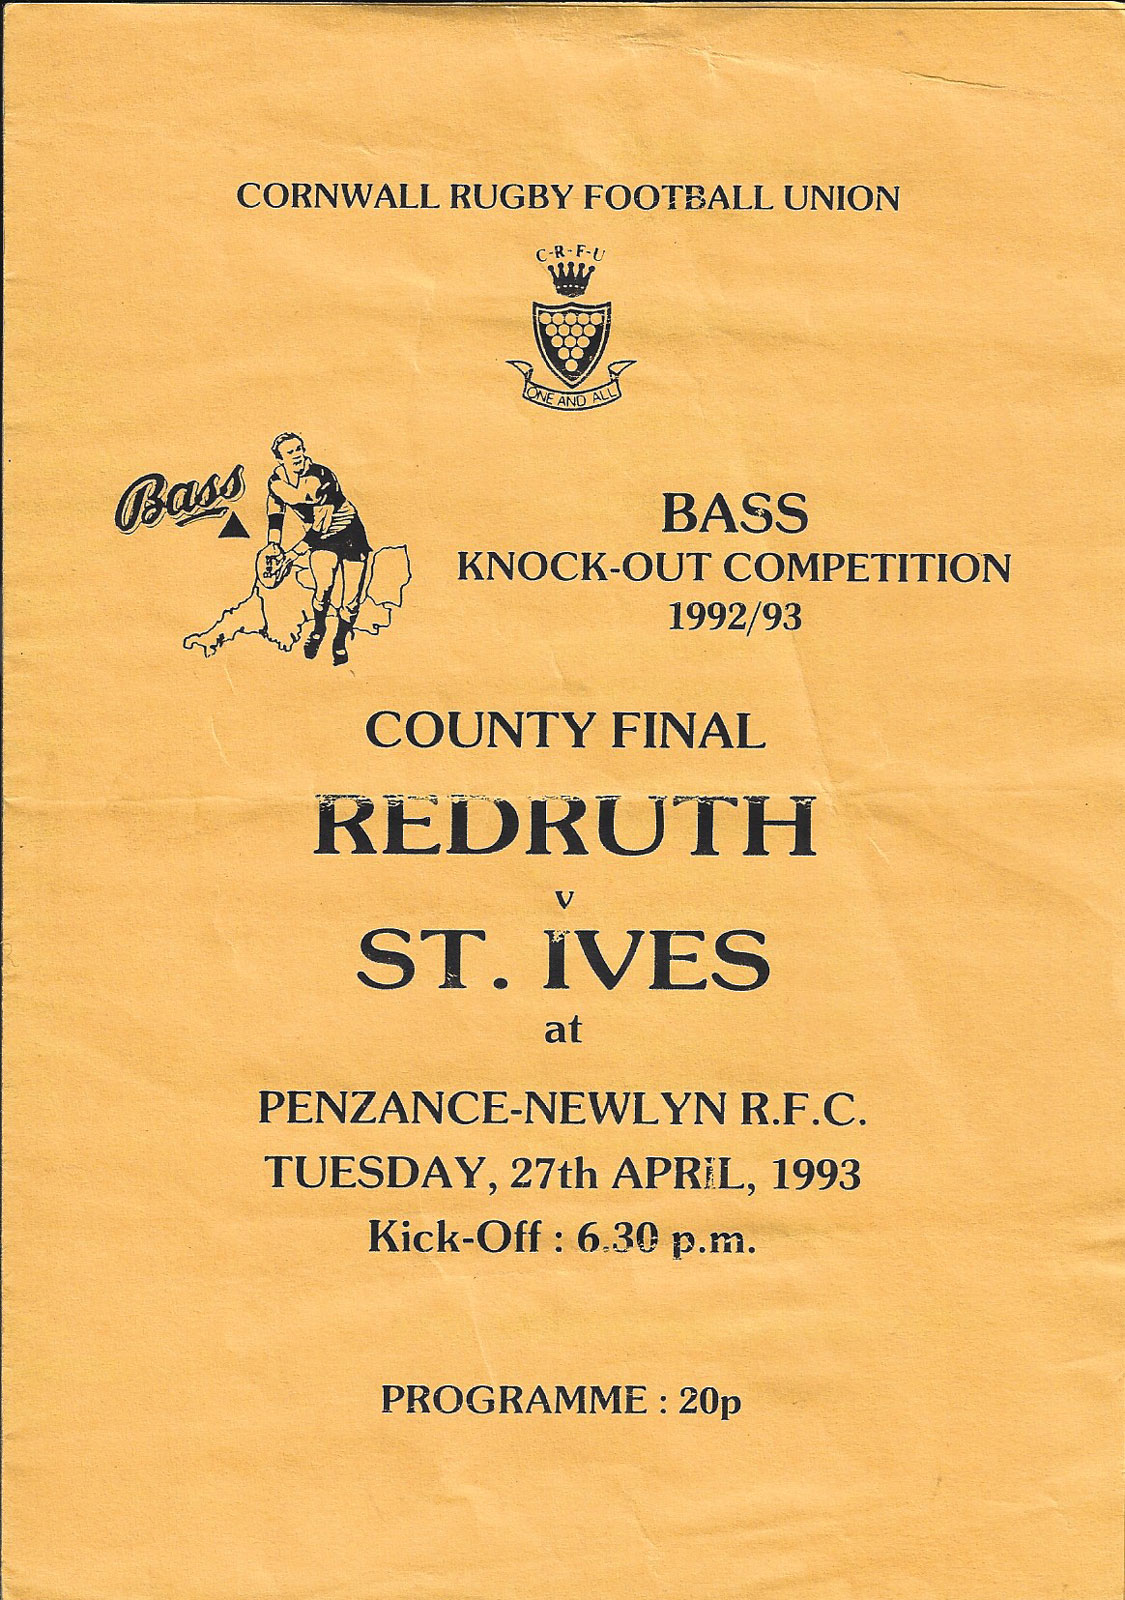 CORNWALL RUGBY FOOTBALL UNION
C-R-F-U
ONE AND ALL
Bass
BASS
KNOCK-OUT COMPETITION
1992/93
COUNTY FINAL
REDRUTH
v
ST. IVES
at
PENZANCE-NEWLYN R.F.C.
TUESDAY, 27th APRIL, 1993
Kick-Off : 6.30 p.m.
PROGRAMME : 20p